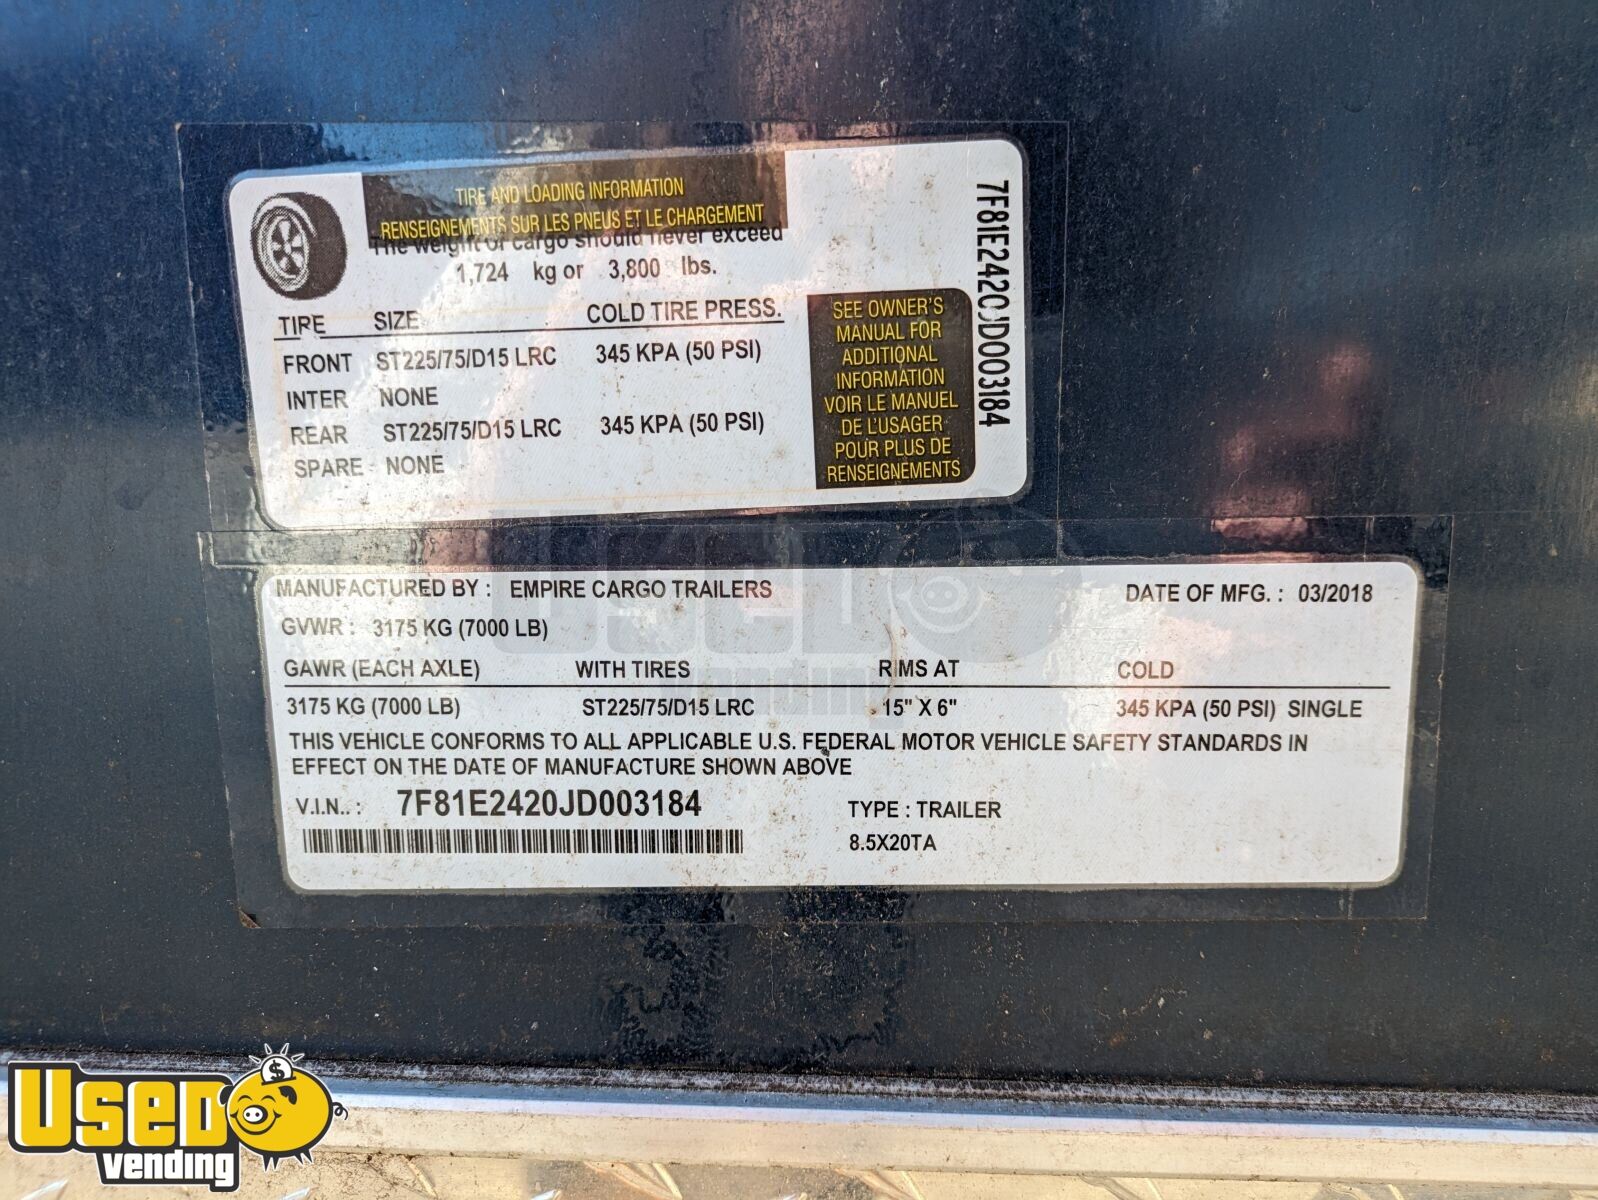 TIRE AND LOADING INFORMATION
RENSEIGNEMENTS SUR LES PNEUS ET LE CHARGEMENT
The weight of cargo should never exceed
1,724 kg or 3,800 lbs.
TIRE SIZE COLD TIRE PRESS.
FRONT ST225/75/D15 LRC 345 KPA (50 PSI)
INTER NONE
REAR ST225/75/D15 LRC 345 KPA (50 PSI)
SPARE NONE
SEE OWNER'S
MANUAL FOR
ADDITIONAL
INFORMATION
VOIR LE MANUEL
DE L'USAGER
POUR PLUS DE
RENSEIGNEMENTS
7F81E2420JD003184
MANUFACTURED BY : EMPIRE CARGO TRAILERS DATE OF MFG. : 03/2018
GVWR : 3175 KG (7000 LB)
GAWR (EACH AXLE) WITH TIRES RIMS AT COLD
3175 KG (7000 LB) ST225/75/D15 LRC 15" X 6" 345 KPA (50 PSI) SINGLE
THIS VEHICLE CONFORMS TO ALL APPLICABLE U.S. FEDERAL MOTOR VEHICLE SAFETY STANDARDS IN
EFFECT ON THE DATE OF MANUFACTURE SHOWN ABOVE
V.I.N.. : 7F81E2420JD003184 TYPE : TRAILER
8.5X20TA
USED
vending
USED
vending